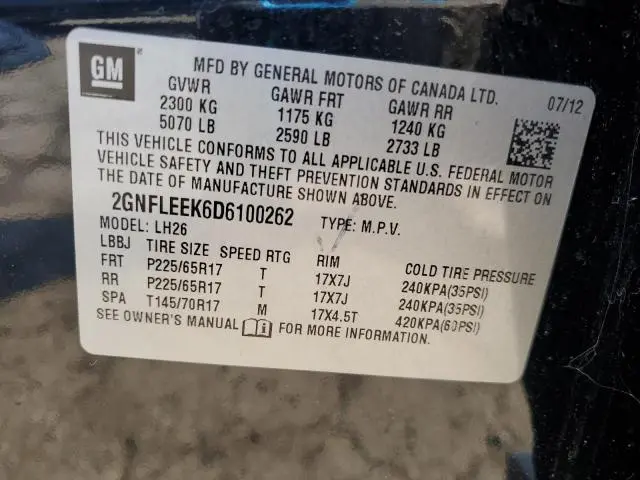 GM
MFD BY GENERAL MOTORS OF CANADA LTD. 07/12
GVWR GAWR FRT GAWR RR
2300 KG 1175 KG 1240 KG
5070 LB 2590 LB 2733 LB
THIS VEHICLE CONFORMS TO ALL APPLICABLE U.S. FEDERAL MOTOR
VEHICLE SAFETY AND THEFT PREVENTION STANDARDS IN EFFECT ON
THE DATE OF MANUFACTURE SHOWN ABOVE.
2GNFLEEK6D6100262 TYPE: M.P.V.
MODEL: LH26
LBBJ TIRE SIZE SPEED RTG RIM COLD TIRE PRESSURE
FRT P225/65R17 T 17X7J 240KPA(35PSI)
RR P225/65R17 T 17X7J 240KPA(35PSI)
SPA T145/70R17 M 17X4.5T 420KPA(60PSI)
SEE OWNER'S MANUAL FOR MORE INFORMATION.